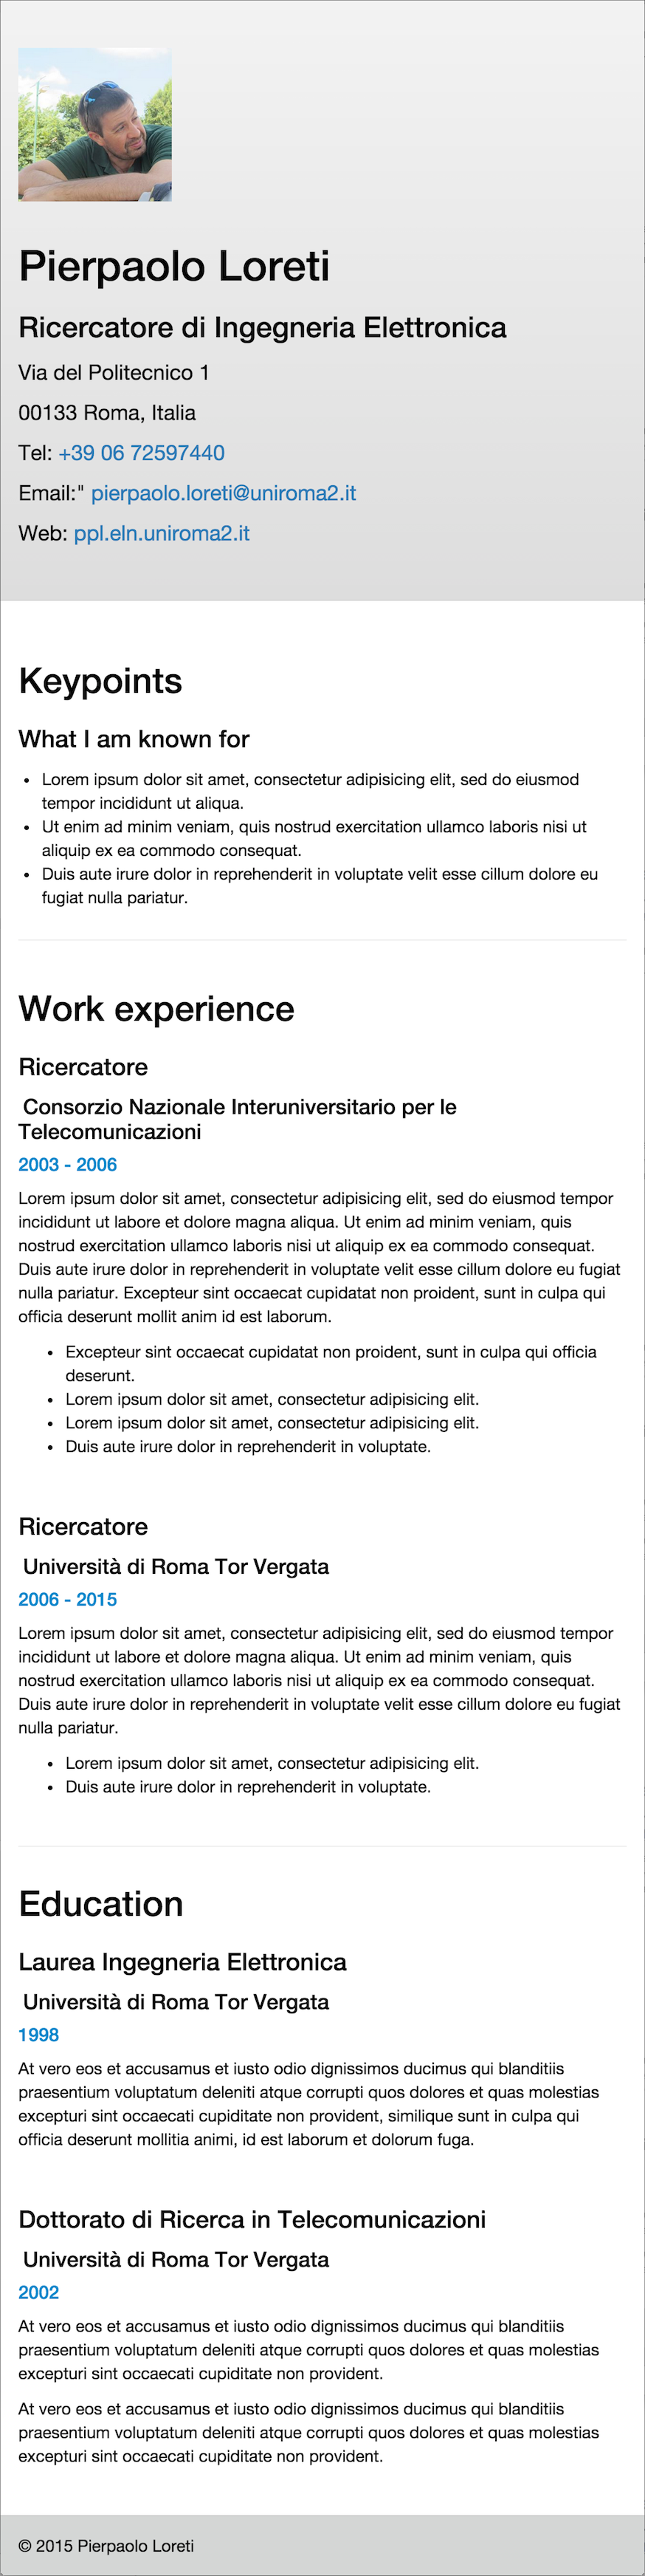 Pierpaolo Loreti
Ricercatore di Ingegneria Elettronica
Via del Politecnico 1
00133 Roma, Italia
Tel: +39 06 72597440
Email:" pierpaolo.loreti@uniroma2.it
Web: ppl.eln.uniroma2.it
Keypoints
What I am known for
• Lorem ipsum dolor sit amet, consectetur adipisicing elit, sed do eiusmod
tempor incididunt ut aliqua.
• Ut enim ad minim veniam, quis nostrud exercitation ullamco laboris nisi ut
aliquip ex ea commodo consequat.
• Duis aute irure dolor in reprehenderit in voluptate velit esse cillum dolore eu
fugiat nulla pariatur.
Work experience
Ricercatore
Consorzio Nazionale Interuniversitario per le
Telecomunicazioni
2003 - 2006
Lorem ipsum dolor sit amet, consectetur adipisicing elit, sed do eiusmod tempor
incididunt ut labore et dolore magna aliqua. Ut enim ad minim veniam, quis
nostrud exercitation ullamco laboris nisi ut aliquip ex ea commodo consequat.
Duis aute irure dolor in reprehenderit in voluptate velit esse cillum dolore eu fugiat
nulla pariatur. Excepteur sint occaecat cupidatat non proident, sunt in culpa qui
officia deserunt mollit anim id est laborum.
• Excepteur sint occaecat cupidatat non proident, sunt in culpa qui officia
deserunt.
• Lorem ipsum dolor sit amet, consectetur adipisicing elit.
• Lorem ipsum dolor sit amet, consectetur adipisicing elit.
• Duis aute irure dolor in reprehenderit in voluptate.
Ricercatore
Università di Roma Tor Vergata
2006 - 2015
Lorem ipsum dolor sit amet, consectetur adipisicing elit, sed do eiusmod tempor
incididunt ut labore et dolore magna aliqua. Ut enim ad minim veniam, quis
nostrud exercitation ullamco laboris nisi ut aliquip ex ea commodo consequat.
Duis aute irure dolor in reprehenderit in voluptate velit esse cillum dolore eu fugiat
nulla pariatur.
• Lorem ipsum dolor sit amet, consectetur adipisicing elit.
• Duis aute irure dolor in reprehenderit in voluptate.
Education
Laurea Ingegneria Elettronica
Università di Roma Tor Vergata
1998
At vero eos et accusamus et iusto odio dignissimos ducimus qui blanditiis
praesentium voluptatum deleniti atque corrupti quos dolores et quas molestias
excepturi sint occaecati cupiditate non provident, similique sunt in culpa qui
officia deserunt mollitia animi, id est laborum et dolorum fuga.
Dottorato di Ricerca in Telecomunicazioni
Università di Roma Tor Vergata
2002
At vero eos et accusamus et iusto odio dignissimos ducimus qui blanditiis
praesentium voluptatum deleniti atque corrupti quos dolores et quas molestias
excepturi sint occaecati cupiditate non provident.
At vero eos et accusamus et iusto odio dignissimos ducimus qui blanditiis
praesentium voluptatum deleniti atque corrupti quos dolores et quas molestias
excepturi sint occaecati cupiditate non provident.
© 2015 Pierpaolo Loreti